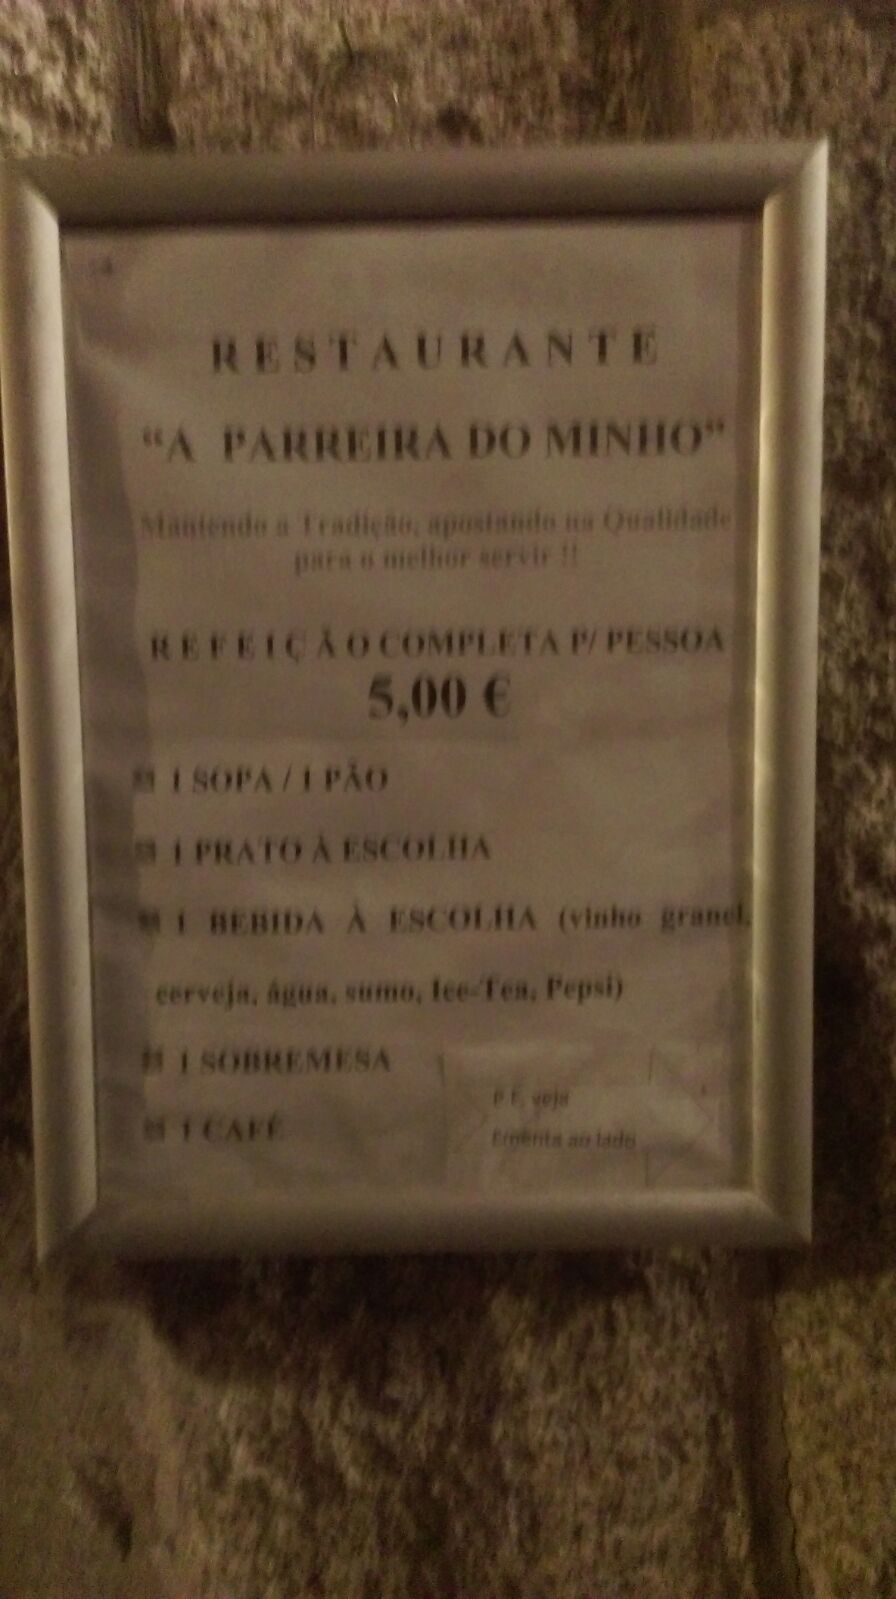 RESTAURANTE
"A PARREIRA DO MINHO"
Mantendo a Tradição, apostando na Qualidade
para o melhor servir !!
REFEIÇÃO COMPLETA P/ PESSOA
5,00 €
1 SOPA / 1 PÃO
1 PRATO À ESCOLHA
1 BEBIDA À ESCOLHA (vinho granel,
cerveja, água, sumo, Ice-Tea, Pepsi)
1 SOBREMESA
1 CAFÉ
P.F. veja
Ementa ao lado